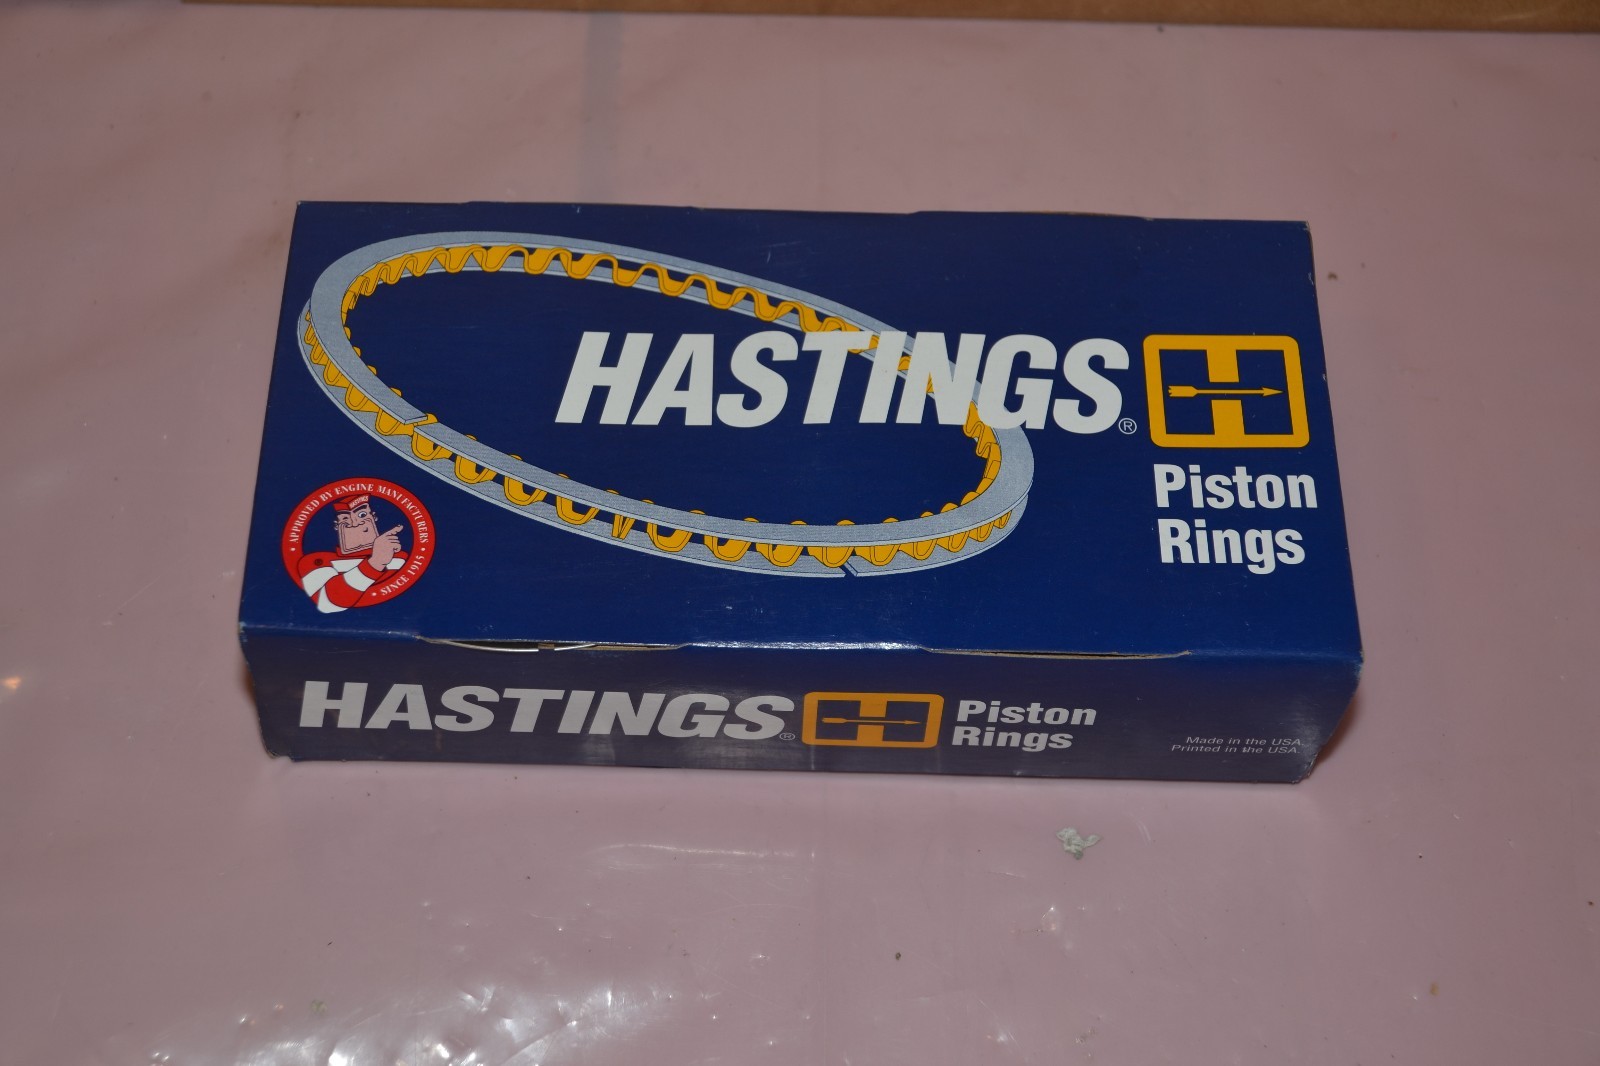 HASTINGS®
H
Piston
Rings
• APPROVED BY ENGINE MANUFACTURERS •
• SINCE 1915 •
HASTINGS®
H
Piston
Rings
Made in the USA.
Printed in the USA.